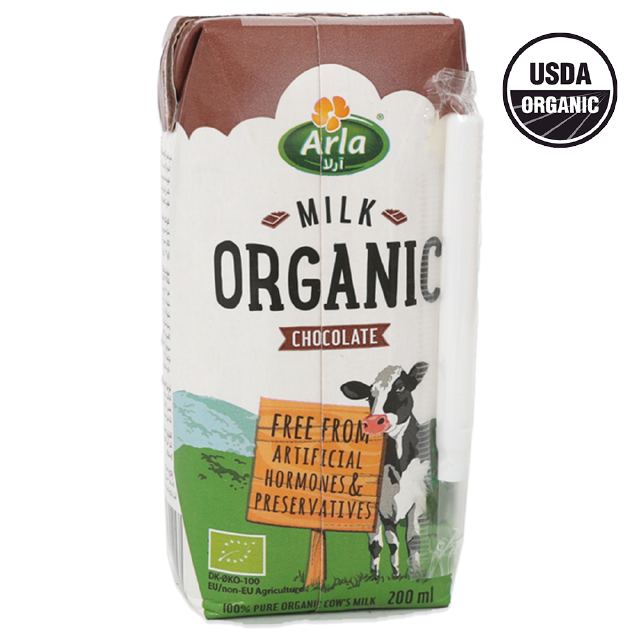 USDA
ORGANIC
Arla
®
آرلا
MILK
ORGANIC
CHOCOLATE
FREE FROM
ARTIFICIAL
HORMONES &
PRESERVATIVES
DK-ØKO-100
EU/non-EU Agriculture
100% PURE ORGANIC COW'S MILK
200 ml